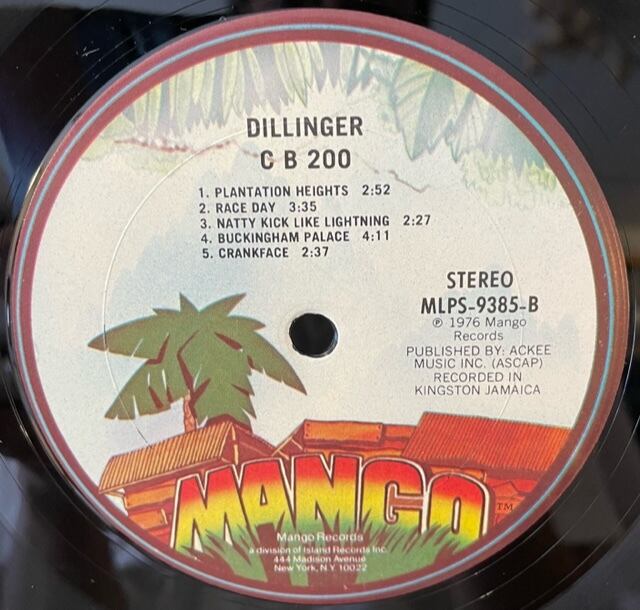 DILLINGER
C B 200
1. PLANTATION HEIGHTS 2:52
2. RACE DAY 3:35
3. NATTY KICK LIKE LIGHTNING 2:27
4. BUCKINGHAM PALACE 4:11
5. CRANKFACE 2:37
STEREO
MLPS-9385-B
℗ 1976 Mango
Records
PUBLISHED BY: ACKEE
MUSIC INC. (ASCAP)
RECORDED IN
KINGSTON JAMAICA
MANGO TM
Mango Records
a division of Island Records Inc.
444 Madison Avenue
New York, N.Y 10022